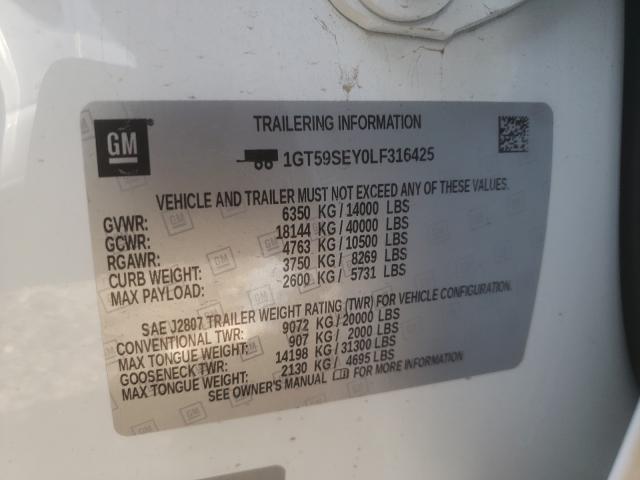 GM
TRAILERING INFORMATION
1GT59SEY0LF316425
VEHICLE AND TRAILER MUST NOT EXCEED ANY OF THESE VALUES.
GVWR: 6350 KG / 14000 LBS
GCWR: 18144 KG / 40000 LBS
RGAWR: 4763 KG / 10500 LBS
CURB WEIGHT: 3750 KG / 8269 LBS
MAX PAYLOAD: 2600 KG / 5731 LBS
SAE J2807 TRAILER WEIGHT RATING (TWR) FOR VEHICLE CONFIGURATION.
CONVENTIONAL TWR: 9072 KG / 20000 LBS
MAX TONGUE WEIGHT: 907 KG / 2000 LBS
GOOSENECK TWR: 14198 KG / 31300 LBS
MAX TONGUE WEIGHT: 2130 KG / 4695 LBS
SEE OWNER'S MANUAL FOR MORE INFORMATION